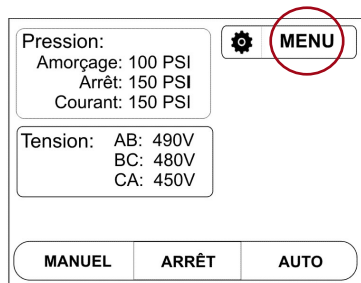 Pression:
Amorçage: 100 PSI
Arrêt: 150 PSI
Courant: 150 PSI
MENU
Tension: AB: 490V
BC: 480V
CA: 450V
MANUEL ARRÊT AUTO